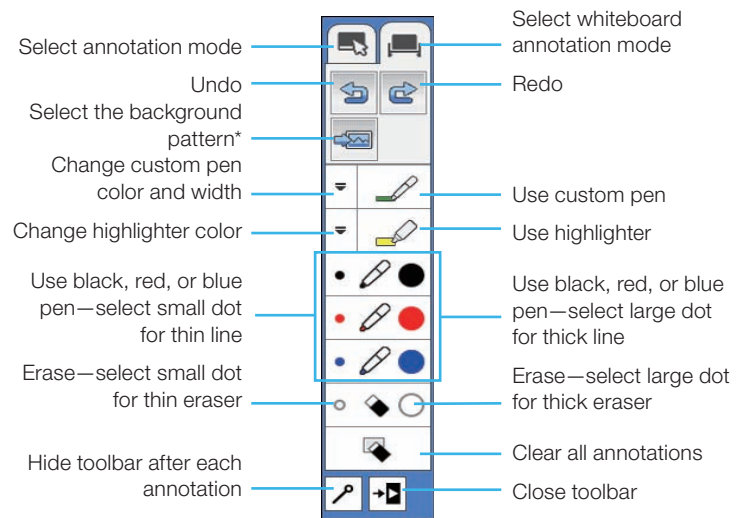 Select annotation mode
Undo
Select the background
pattern*
Change custom pen
color and width
Change highlighter color
Use black, red, or blue
pen—select small dot
for thin line
Erase—select small dot
for thin eraser
Hide toolbar after each
annotation
Select whiteboard
annotation mode
Redo
Use custom pen
Use highlighter
Use black, red, or blue
pen—select large dot
for thick line
Erase—select large dot
for thick eraser
Clear all annotations
Close toolbar